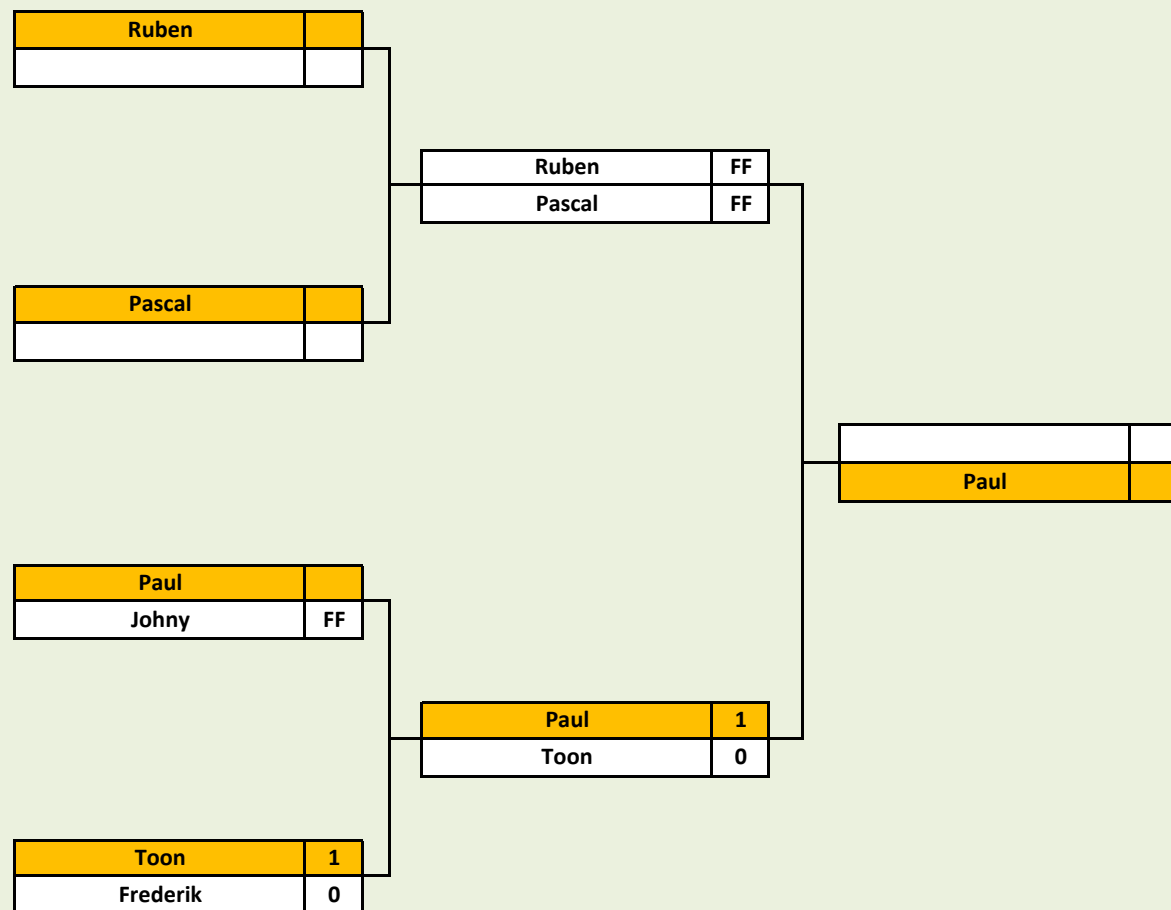 Ruben
Ruben FF
Pascal FF
Pascal
Paul
Paul
Johny FF
Paul 1
Toon 0
Toon 1
Frederik 0